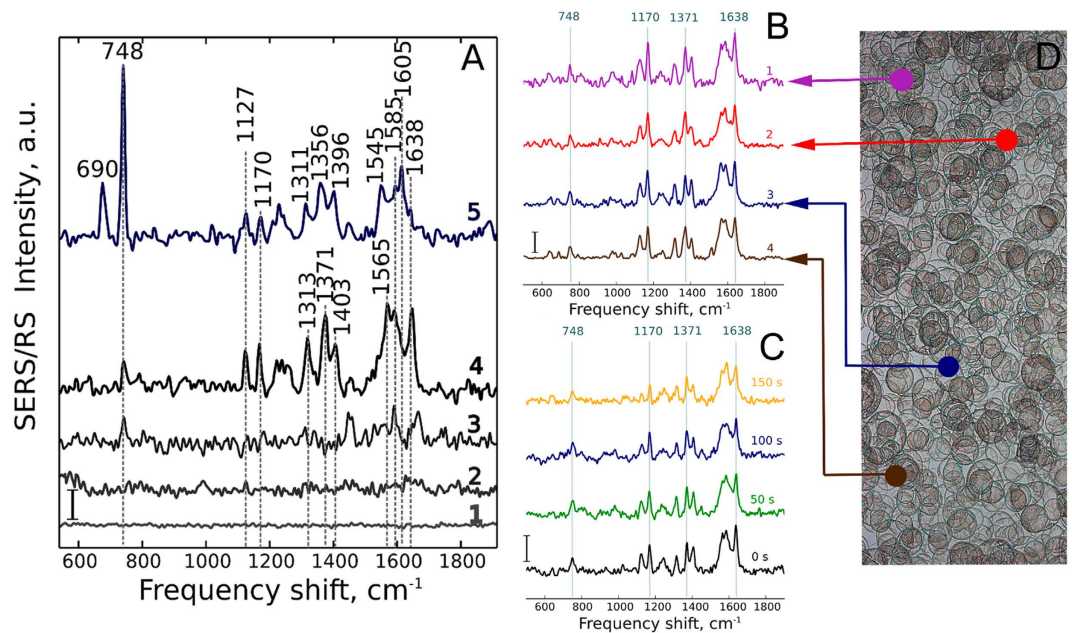 A
SERS/RS Intensity, a.u.
690
748
1127
1170
1311
1356
1396
1545
1585
1605
1638
5
1313
1371
1403
1565
4
3
2
1
600 800 1000 1200 1400 1600 1800
Frequency shift, cm-1
B
748 1170 1371 1638
1
2
3
4
600 800 1000 1200 1400 1600 1800
Frequency shift, cm-1
C
748 1170 1371 1638
150 s
100 s
50 s
0 s
600 800 1000 1200 1400 1600 1800
Frequency shift, cm-1
D